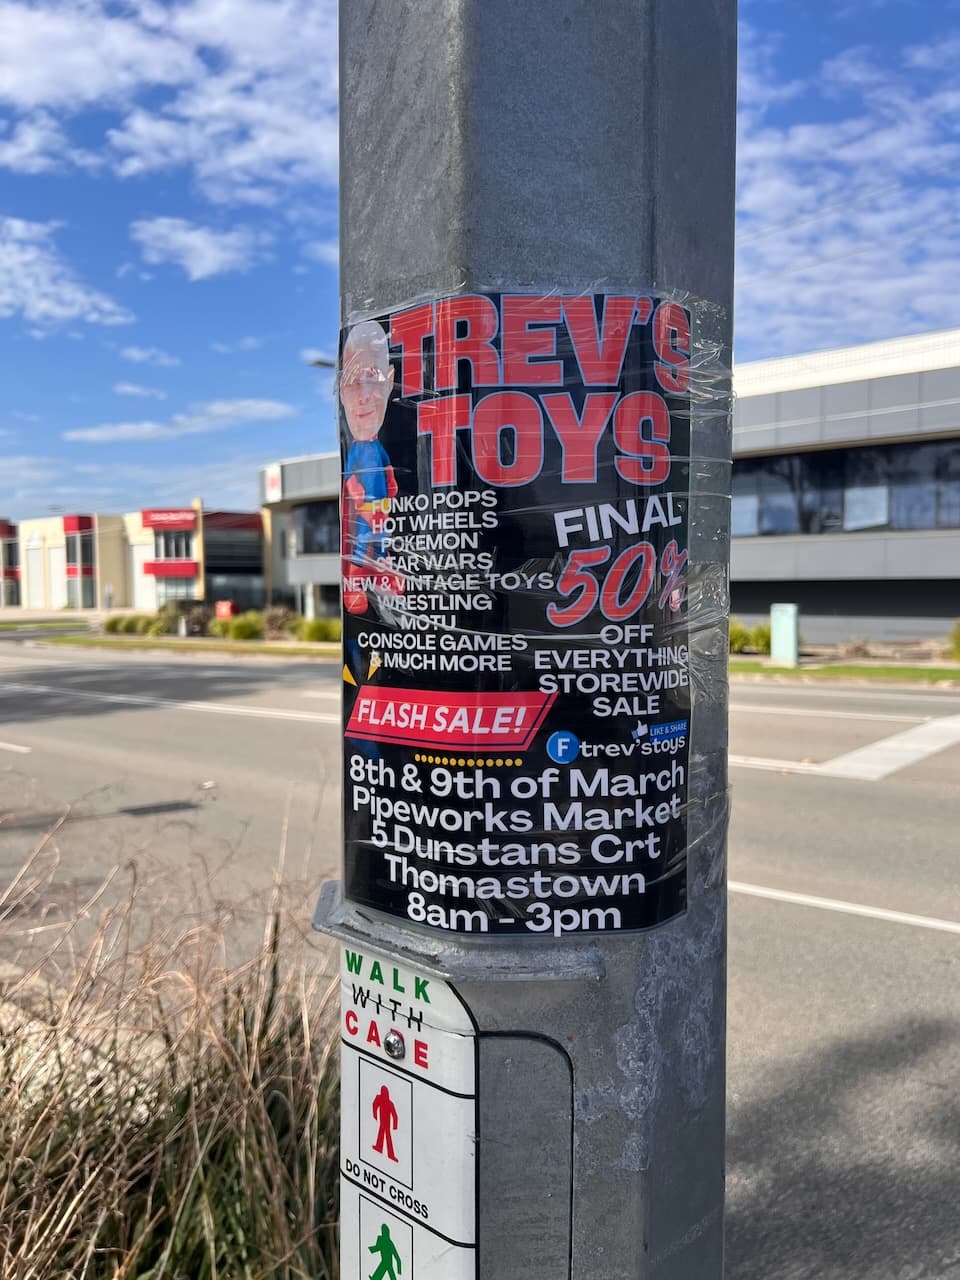 TREV'S
TOYS
FUNKO POPS
HOT WHEELS
POKEMON
STAR WARS
NEW & VINTAGE TOYS
WRESTLING
MOTU
CONSOLE GAMES
& MUCH MORE
FINAL
50%
OFF
EVERYTHING
STOREWIDE
SALE
FLASH SALE!
LIKE & SHARE
F trev'stoys
8th & 9th of March
Pipeworks Market
5 Dunstans Crt
Thomastown
8am - 3pm
WALK
WITH
CARE
DO NOT CROSS